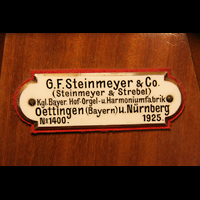 G.F. Steinmeyer & Co.
(Steinmeyer & Strebel)
Kgl. Bayer. Hof-Orgel-u. Harmoniumfabrik
Oettingen (Bayern) u. Nürnberg
No 1400. 1925.